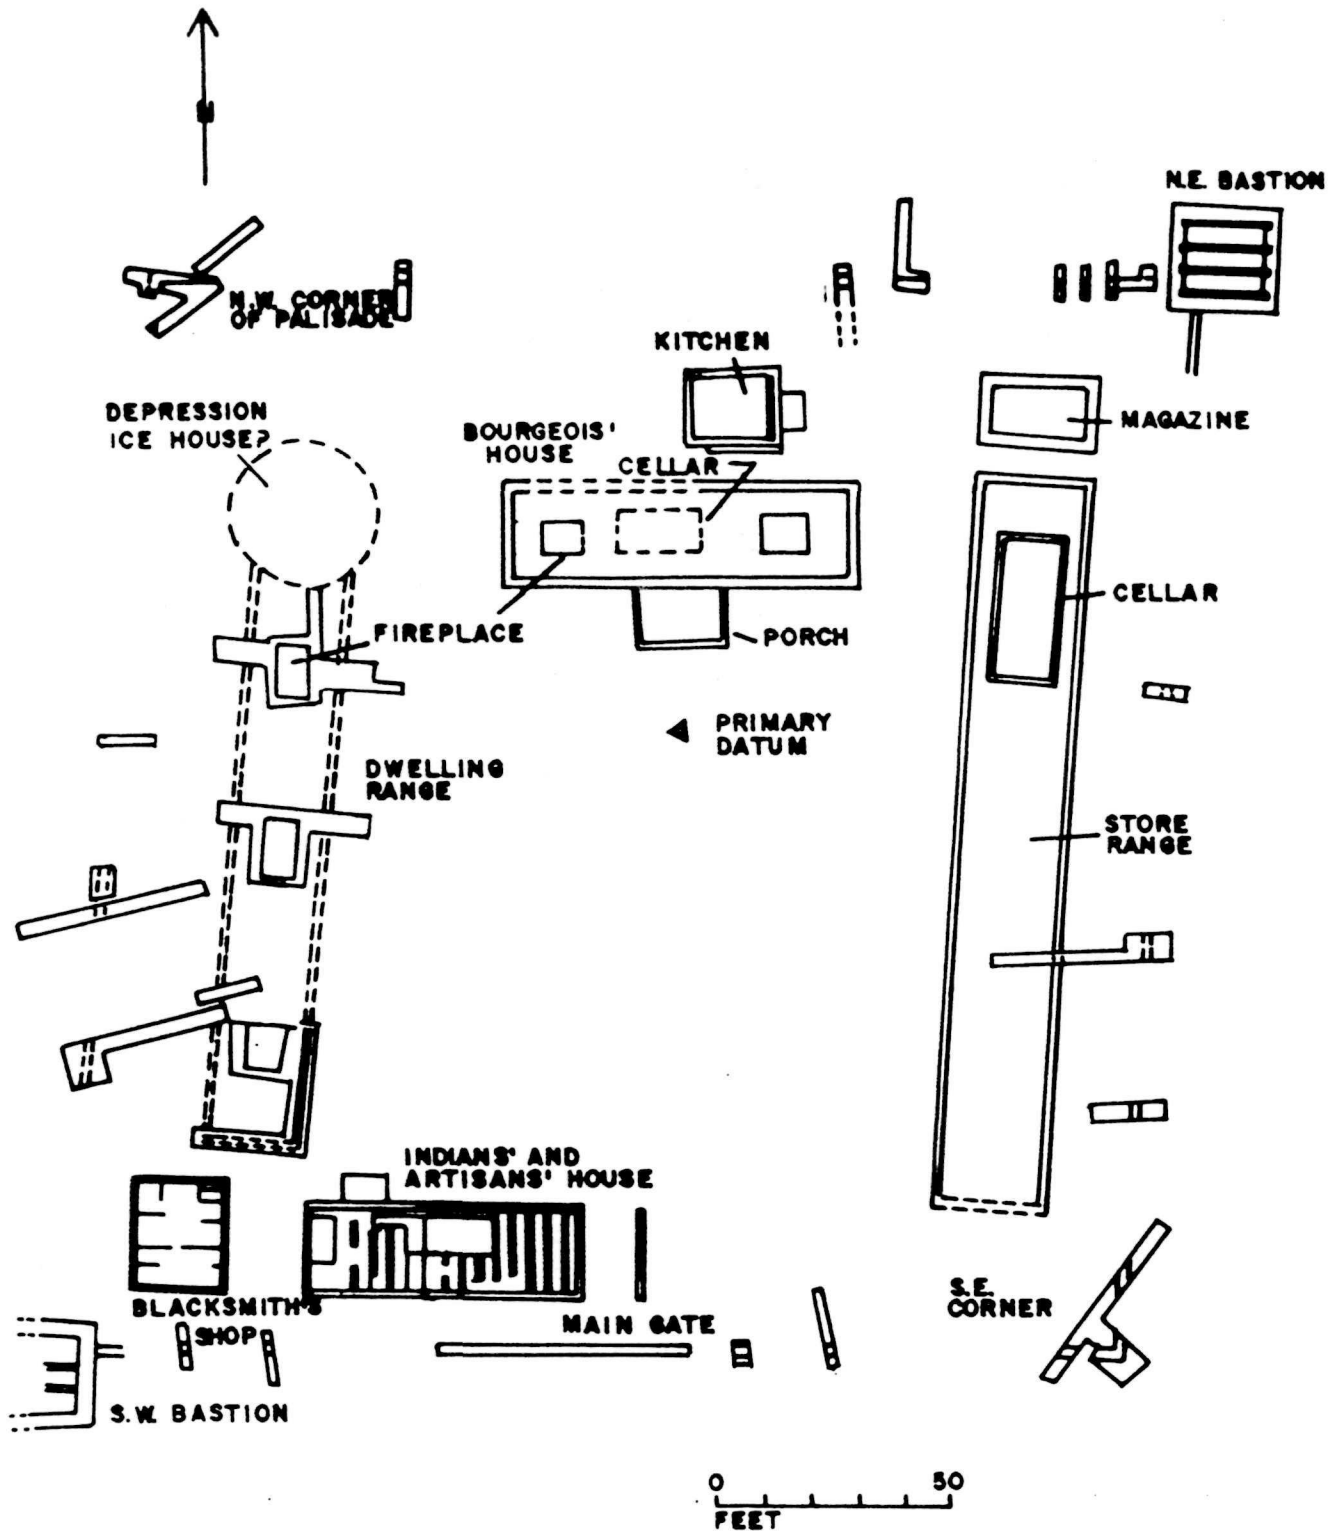 N
N.E. BASTION
N.W. CORNER
OF PALISADE
KITCHEN
DEPRESSION
ICE HOUSE?
BOURGEOIS'
HOUSE
CELLAR
MAGAZINE
CELLAR
FIREPLACE
PORCH
PRIMARY
DATUM
DWELLING
RANGE
STORE
RANGE
INDIANS' AND
ARTISANS' HOUSE
BLACKSMITH'S
SHOP
MAIN GATE
S.E.
CORNER
S.W. BASTION
0 50
FEET